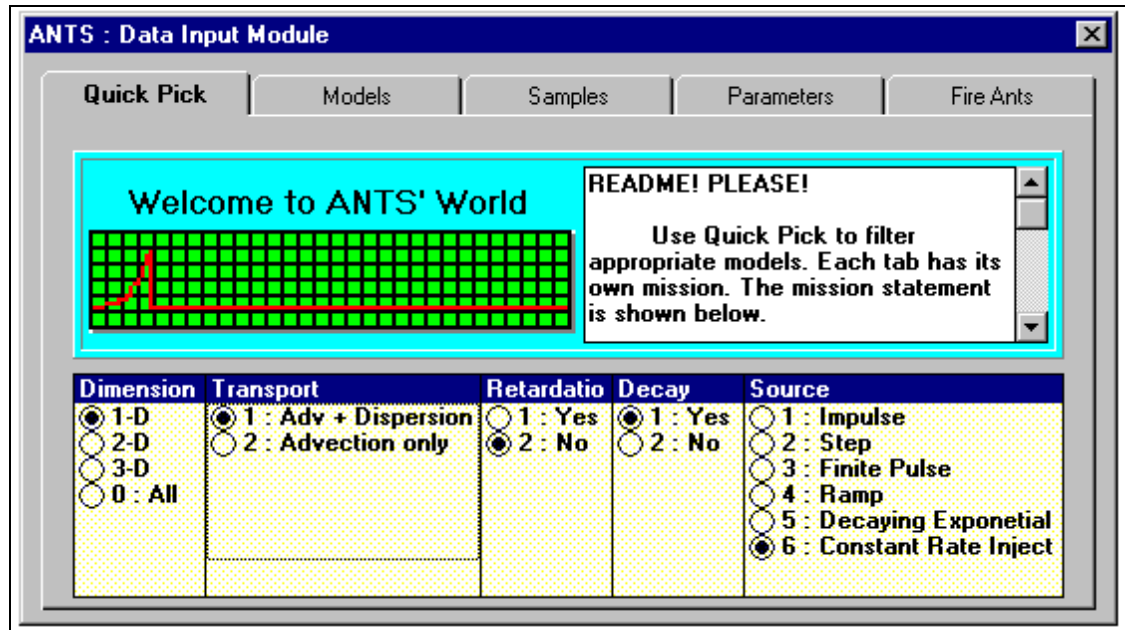 ANTS : Data Input Module
Quick Pick
Models
Samples
Parameters
Fire Ants
Welcome to ANTS' World
README! PLEASE!
Use Quick Pick to filter
appropriate models. Each tab has its
own mission. The mission statement
is shown below.
Dimension
1-D
2-D
3-D
0 : All
Transport
1 : Adv + Dispersion
2 : Advection only
Retardatio
1 : Yes
2 : No
Decay
1 : Yes
2 : No
Source
1 : Impulse
2 : Step
3 : Finite Pulse
4 : Ramp
5 : Decaying Exponetial
6 : Constant Rate Inject